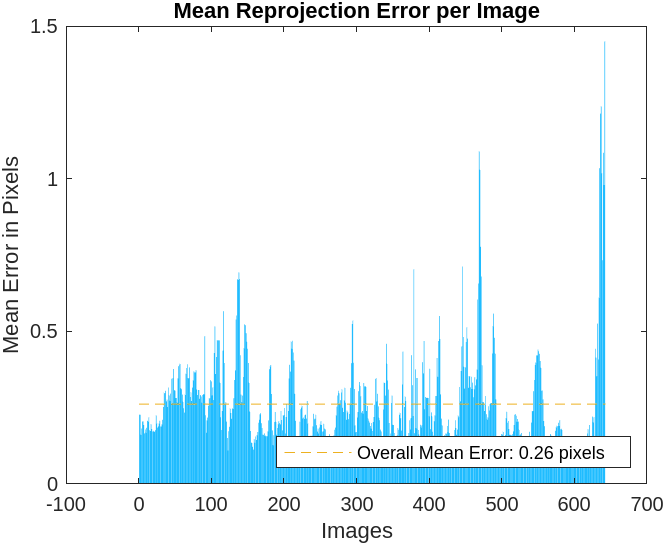 Mean Reprojection Error per Image
1.5
1
0.5
0
Mean Error in Pixels
Overall Mean Error: 0.26 pixels
-100 0 100 200 300 400 500 600 700
Images